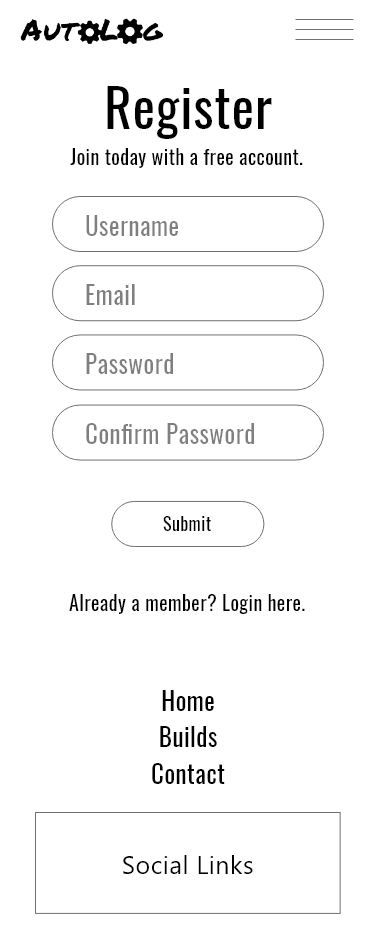 AutoLog
Register
Join today with a free account.
Username
Email
Password
Confirm Password
Submit
Already a member? Login here.
Home
Builds
Contact
Social Links